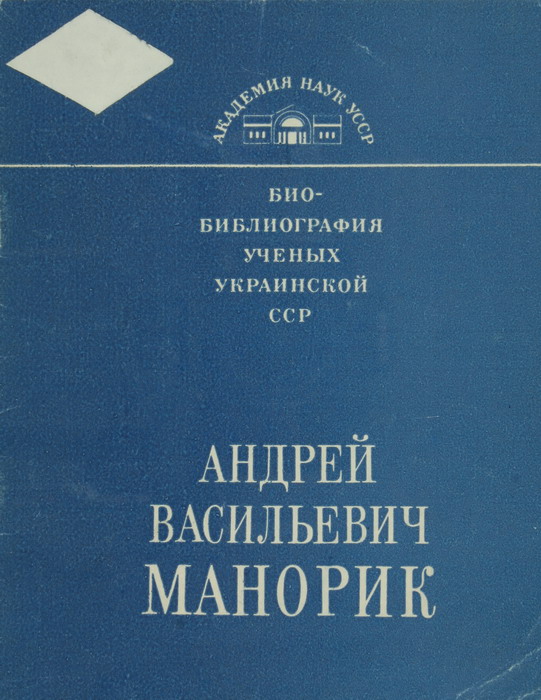 АКАДЕМИЯ НАУК УССР
БИО-
БИБЛИОГРАФИЯ
УЧЕНЫХ
УКРАИНСКОЙ
ССР
АНДРЕЙ
ВАСИЛЬЕВИЧ
МАНОРИК